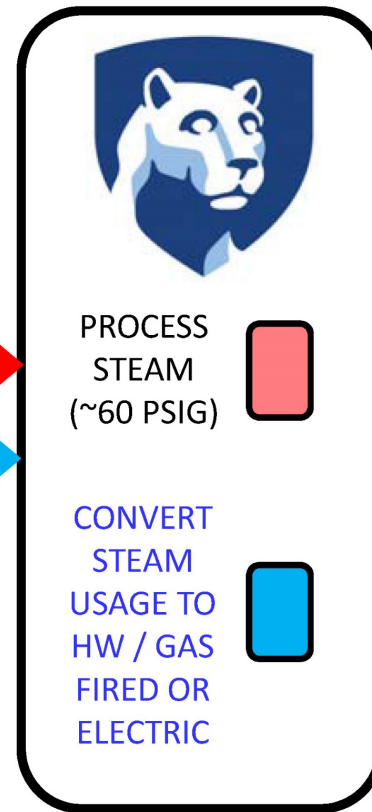 PROCESS
STEAM
(~60 PSIG)
CONVERT
STEAM
USAGE TO
HW / GAS
FIRED OR
ELECTRIC